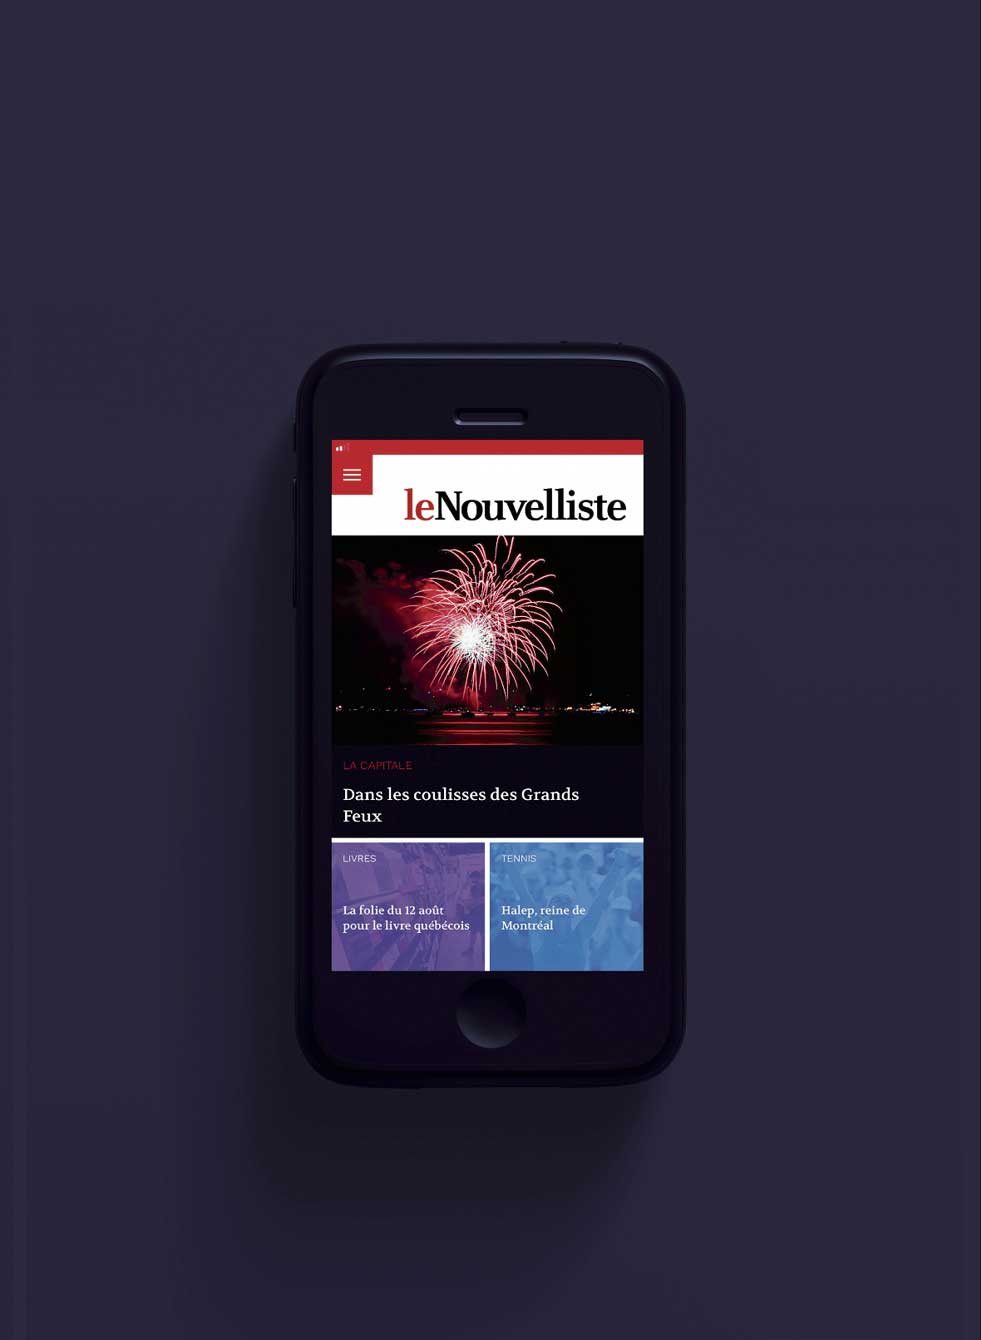 leNouvelliste
LA CAPITALE
Dans les coulisses des Grands
Feux
LIVRES
La folie du 12 août
pour le livre québécois
TENNIS
Halep, reine de
Montréal